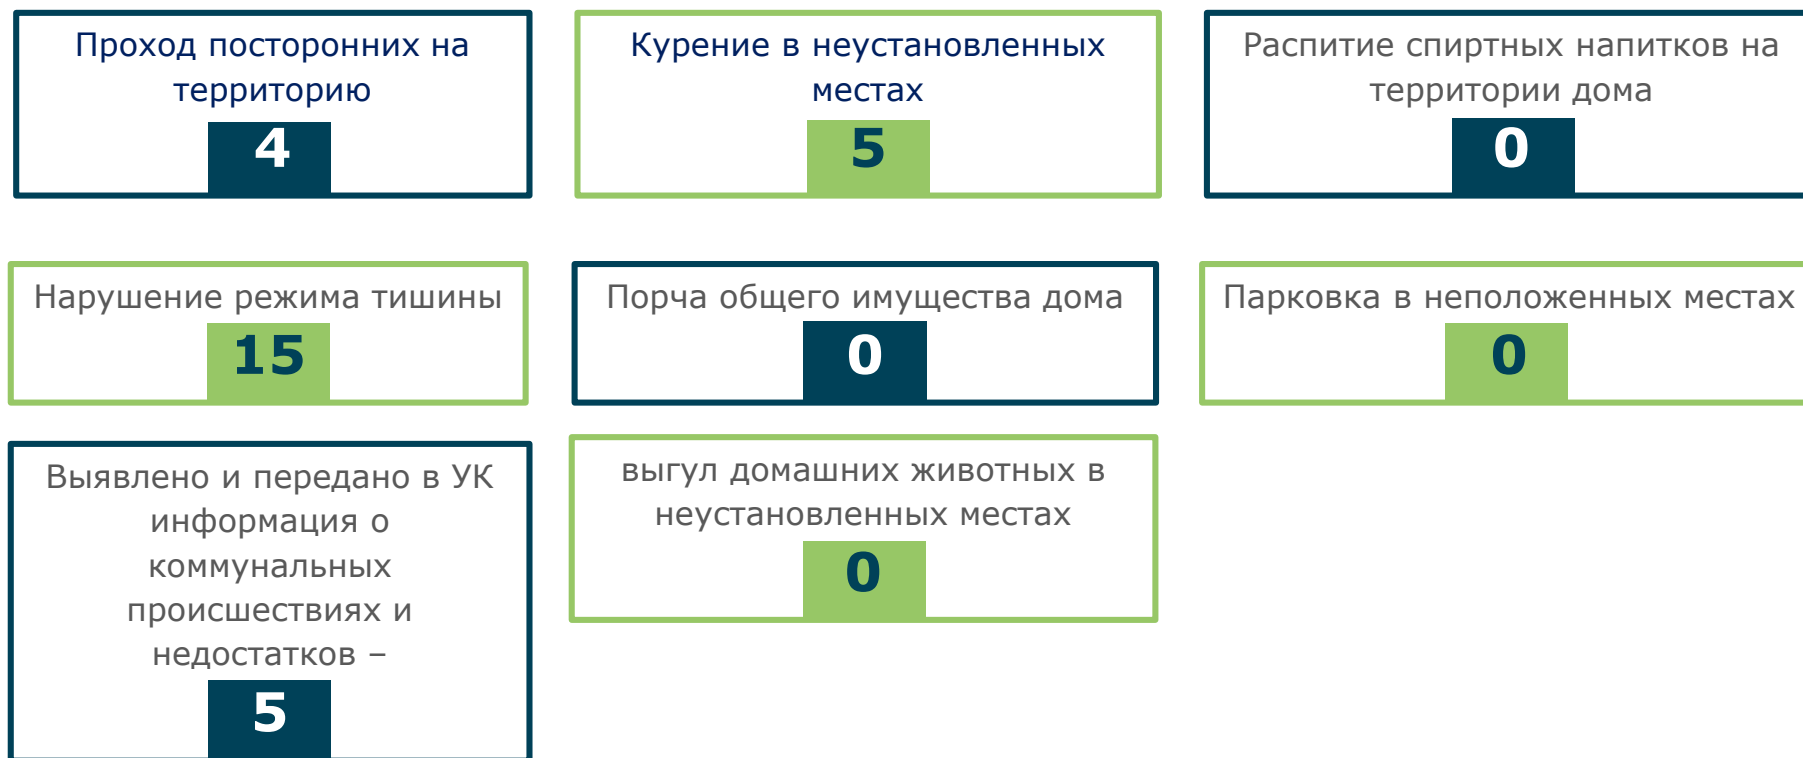 Проход посторонних на
территорию
4
Курение в неустановленных
местах
5
Распитие спиртных напитков на
территории дома
0
Нарушение режима тишины
15
Порча общего имущества дома
0
Парковка в неположенных местах
0
Выявлено и передано в УК
информация о
коммунальных
происшествиях и
недостатков –
5
выгул домашних животных в
неустановленных местах
0